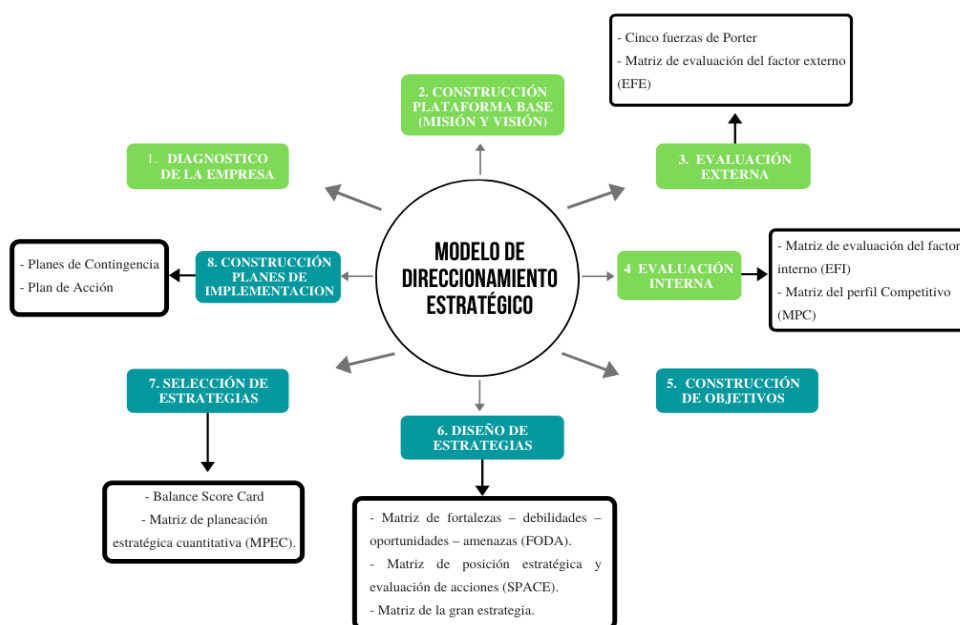 - Cinco fuerzas de Porter
- Matriz de evaluación del factor externo
(EFE)
2. CONSTRUCCIÓN
PLATAFORMA BASE
(MISIÓN Y VISIÓN)
1. DIAGNOSTICO
DE LA EMPRESA
3. EVALUACIÓN
EXTERNA
MODELO DE
DIRECCIONAMIENTO
ESTRATÉGICO
- Planes de Contingencia
- Plan de Acción
8. CONSTRUCCIÓN
PLANES DE
IMPLEMENTACION
4 EVALUACIÓN
INTERNA
- Matriz de evaluación del factor
interno (EFI)
- Matriz del perfil Competitivo
(MPC)
7. SELECCIÓN DE
ESTRATEGIAS
5. CONSTRUCCIÓN
DE OBJETIVOS
6. DISEÑO DE
ESTRATEGIAS
- Balance Score Card
- Matriz de planeación
estratégica cuantitativa (MPEC).
- Matriz de fortalezas – debilidades –
oportunidades – amenazas (FODA).
- Matriz de posición estratégica y
evaluación de acciones (SPACE).
- Matriz de la gran estrategia.